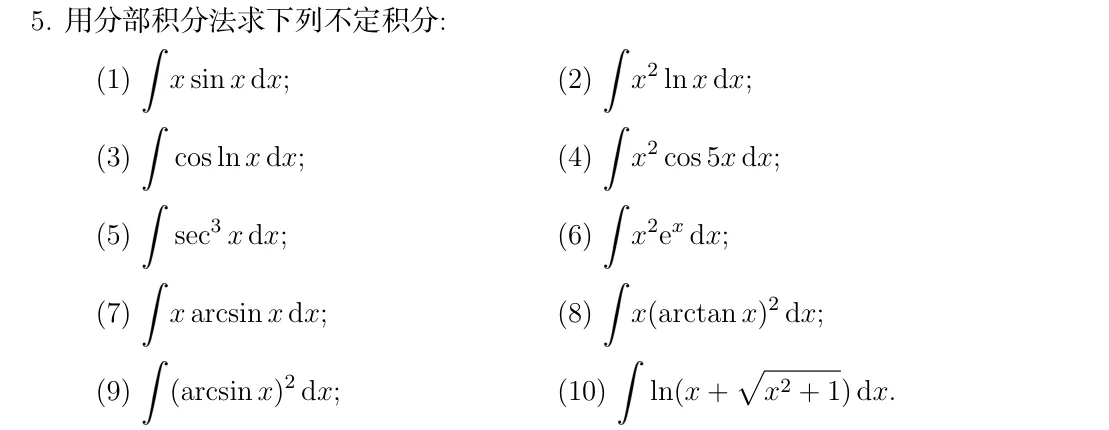 5. 用分部积分法求下列不定积分:
(1) ∫ x sin x dx; (2) ∫ x² ln x dx;
(3) ∫ cos ln x dx; (4) ∫ x² cos 5x dx;
(5) ∫ sec³ x dx; (6) ∫ x²eˣ dx;
(7) ∫ x arcsin x dx; (8) ∫ x(arctan x)² dx;
(9) ∫ (arcsin x)² dx; (10) ∫ ln(x + √(x² + 1)) dx.